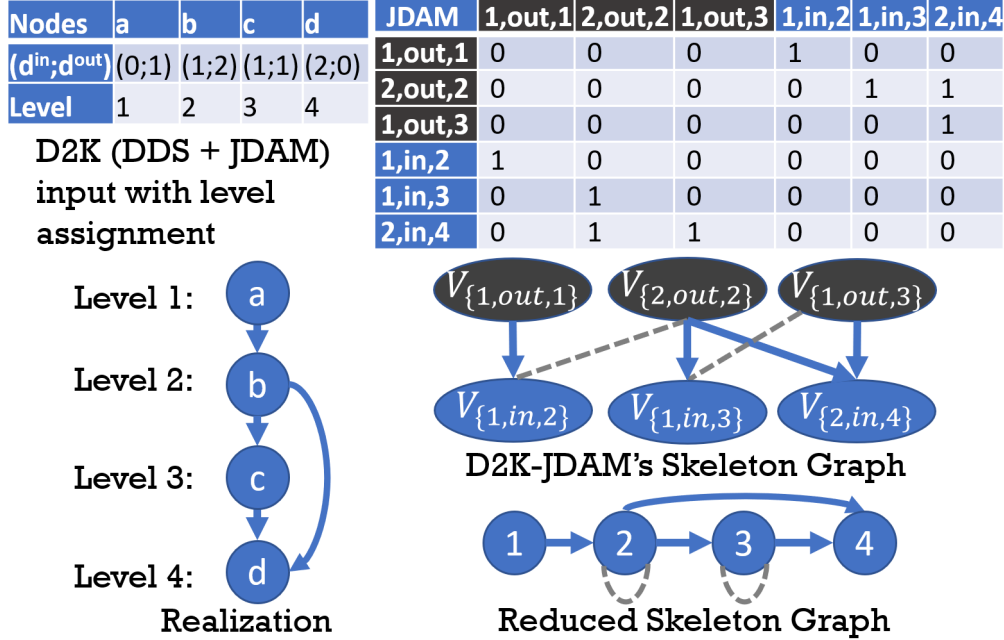 Nodes a b c d
(dⁱⁿ;dᵒᵘᵗ) (0;1) (1;2) (1;1) (2;0)
Level 1 2 3 4
D2K (DDS + JDAM)
input with level
assignment
JDAM 1,out,1 2,out,2 1,out,3 1,in,2 1,in,3 2,in,4
1,out,1 0 0 0 1 0 0
2,out,2 0 0 0 0 1 1
1,out,3 0 0 0 0 0 1
1,in,2 1 0 0 0 0 0
1,in,3 0 1 0 0 0 0
2,in,4 0 1 1 0 0 0
Level 1: a
Level 2: b
Level 3: c
Level 4: d
Realization
V{1,out,1} V{2,out,2} V{1,out,3}
V{1,in,2} V{1,in,3} V{2,in,4}
D2K-JDAM's Skeleton Graph
1 2 3 4
Reduced Skeleton Graph